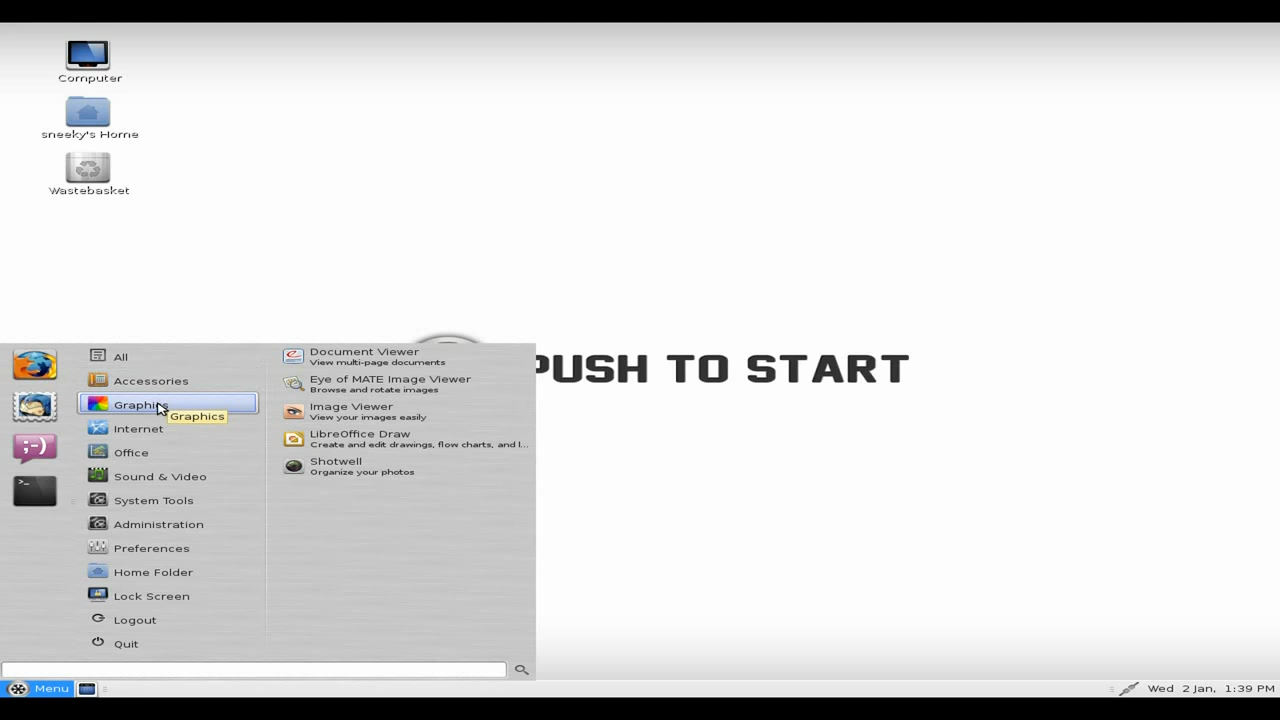 Computer
sneeky's Home
Wastebasket
PUSH TO START
All
Accessories
Graphics
Graphics
Internet
Office
Sound & Video
System Tools
Administration
Preferences
Home Folder
Lock Screen
Logout
Quit
Document Viewer
View multi-page documents
Eye of MATE Image Viewer
Browse and rotate images
Image Viewer
View your images easily
LibreOffice Draw
Create and edit drawings, flow charts, and l...
Shotwell
Organize your photos
;-)
>_
Menu
Wed 2 Jan, 1:39 PM